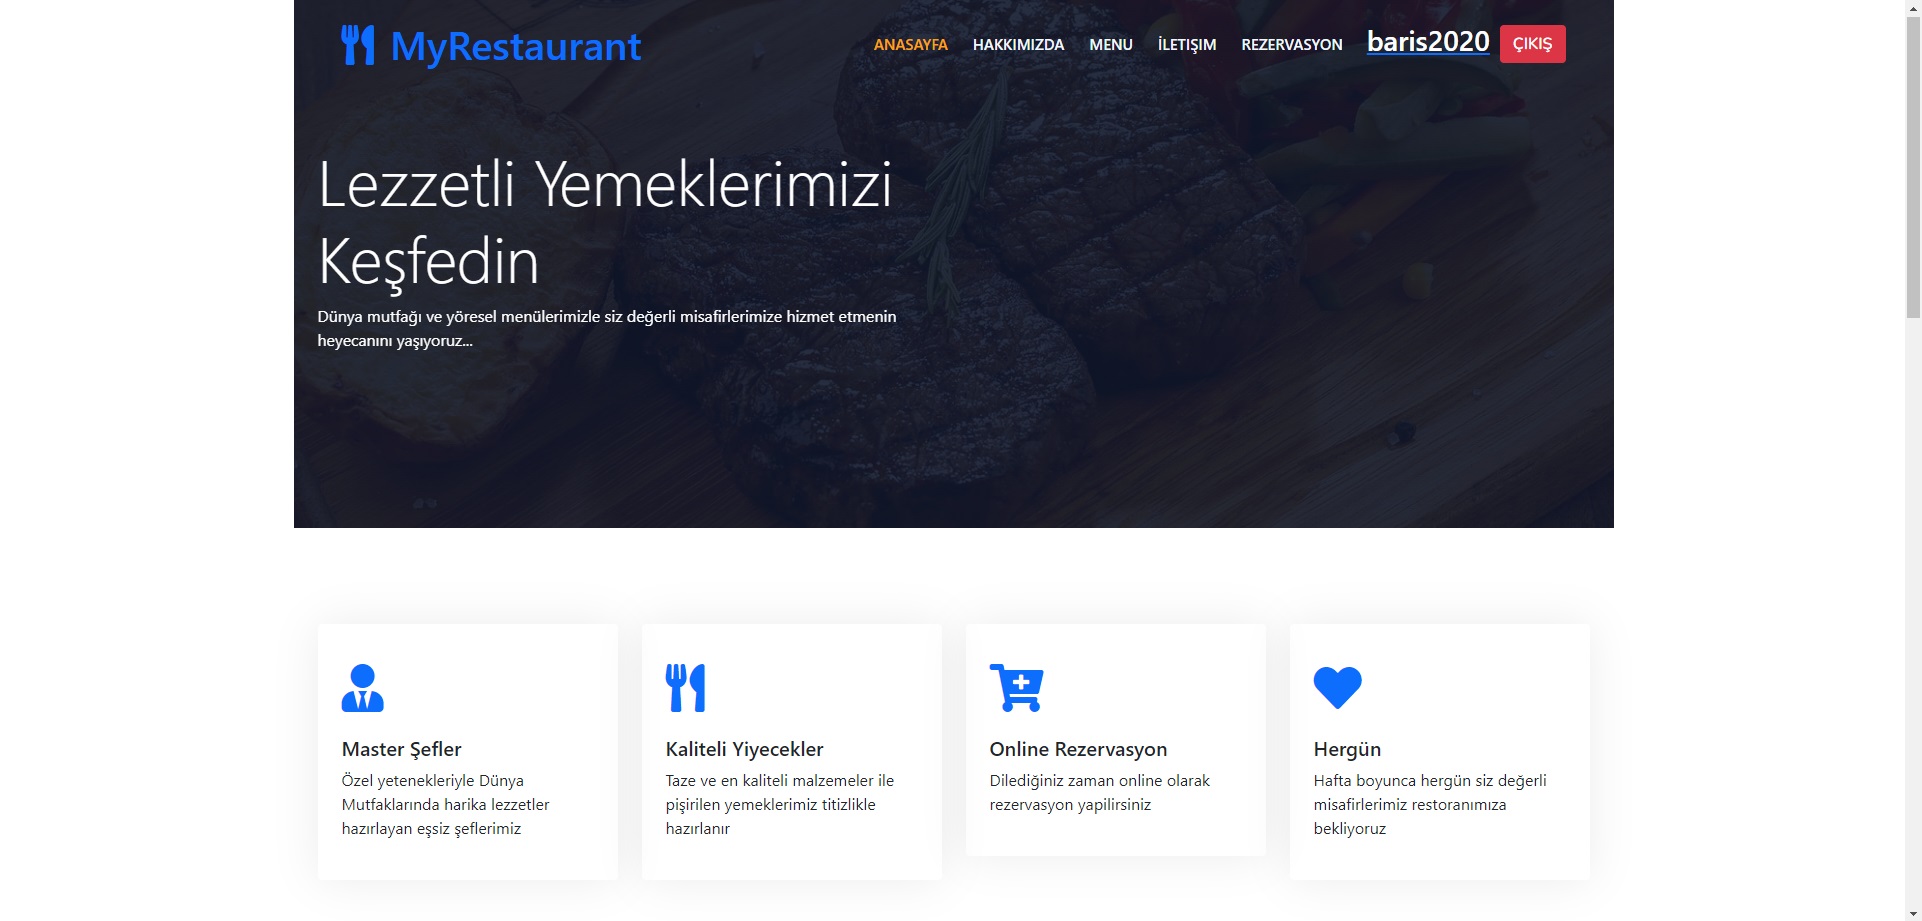 MyRestaurant
ANASAYFA HAKKIMIZDA MENU İLETIŞIM REZERVASYON baris2020 ÇIKIŞ
Lezzetli Yemeklerimizi
Keşfedin
Dünya mutfağı ve yöresel menülerimizle siz değerli misafirlerimize hizmet etmenin
heyecanını yaşıyoruz...
Master Şefler
Özel yetenekleriyle Dünya
Mutfaklarında harika lezzetler
hazırlayan eşsiz şeflerimiz
Kaliteli Yiyecekler
Taze ve en kaliteli malzemeler ile
pişirilen yemeklerimiz titizlikle
hazırlanır
Online Rezervasyon
Dilediğiniz zaman online olarak
rezervasyon yapilirsiniz
Hergün
Hafta boyunca hergün siz değerli
misafirlerimiz restoranımıza
bekliyoruz